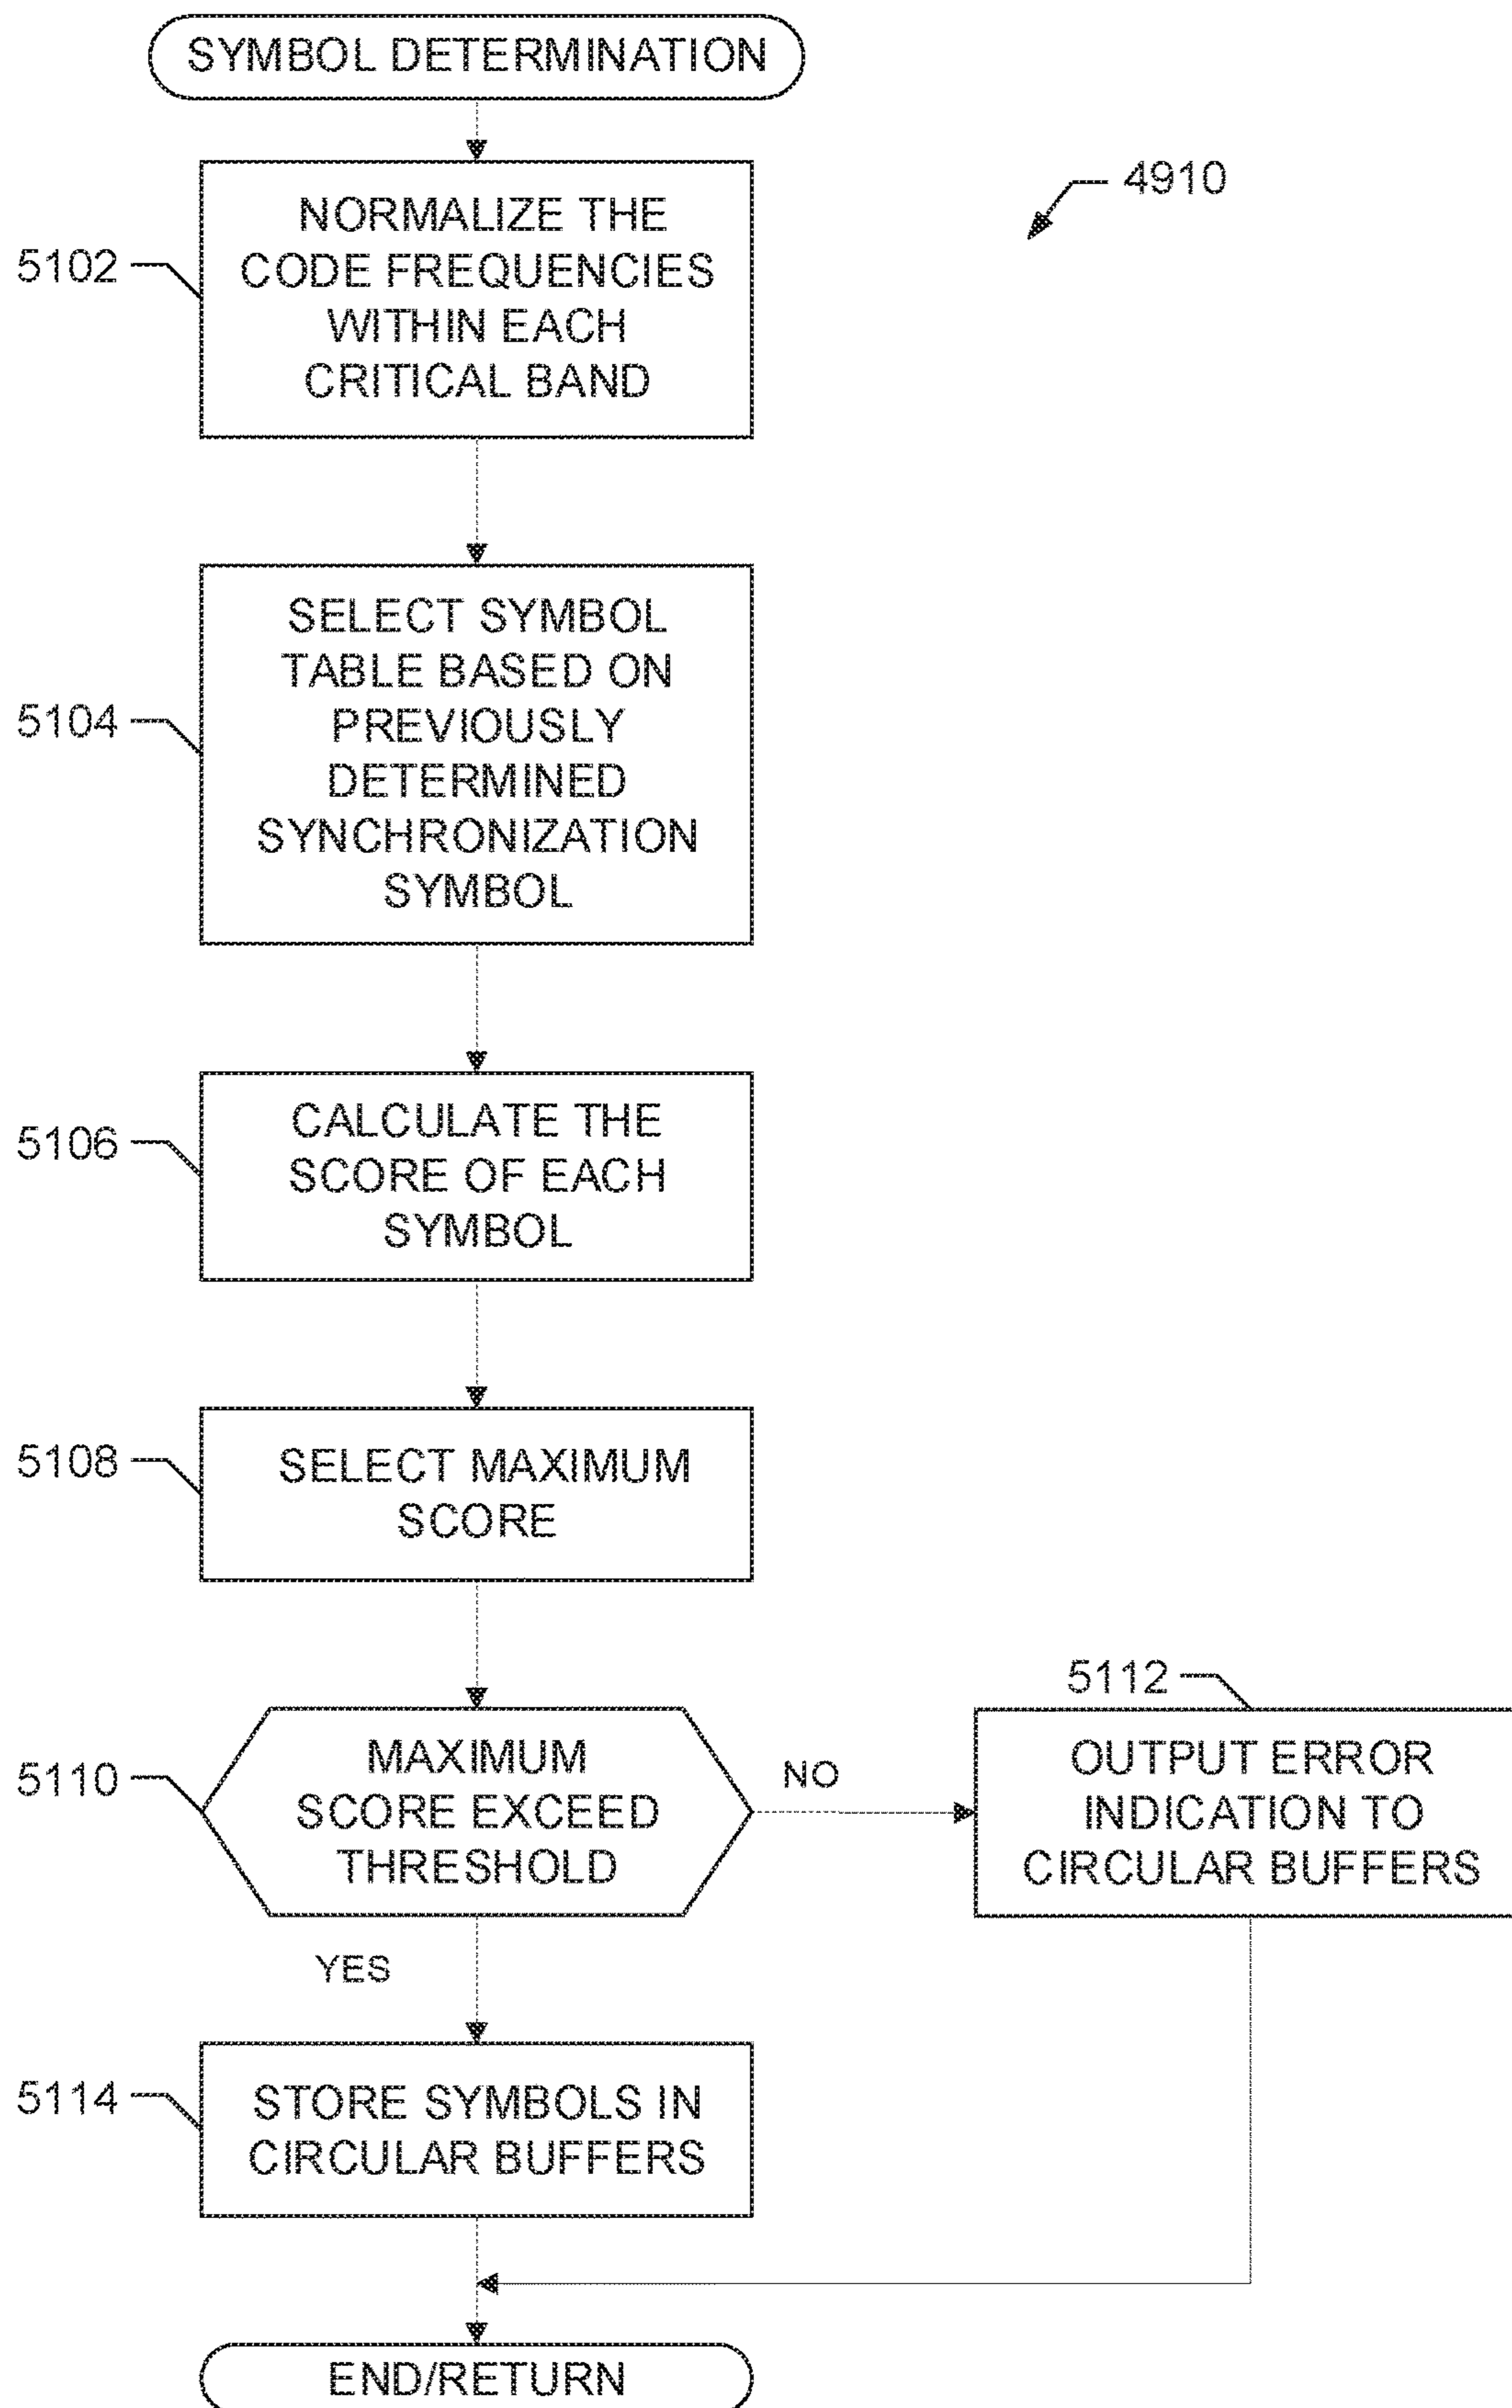 SYMBOL DETERMINATION
4910
5102
NORMALIZE THE
CODE FREQUENCIES
WITHIN EACH
CRITICAL BAND
5104
SELECT SYMBOL
TABLE BASED ON
PREVIOUSLY
DETERMINED
SYNCHRONIZATION
SYMBOL
5106
CALCULATE THE
SCORE OF EACH
SYMBOL
5108
SELECT MAXIMUM
SCORE
5110
MAXIMUM
SCORE EXCEED
THRESHOLD
NO
5112
OUTPUT ERROR
INDICATION TO
CIRCULAR BUFFERS
YES
5114
STORE SYMBOLS IN
CIRCULAR BUFFERS
END/RETURN